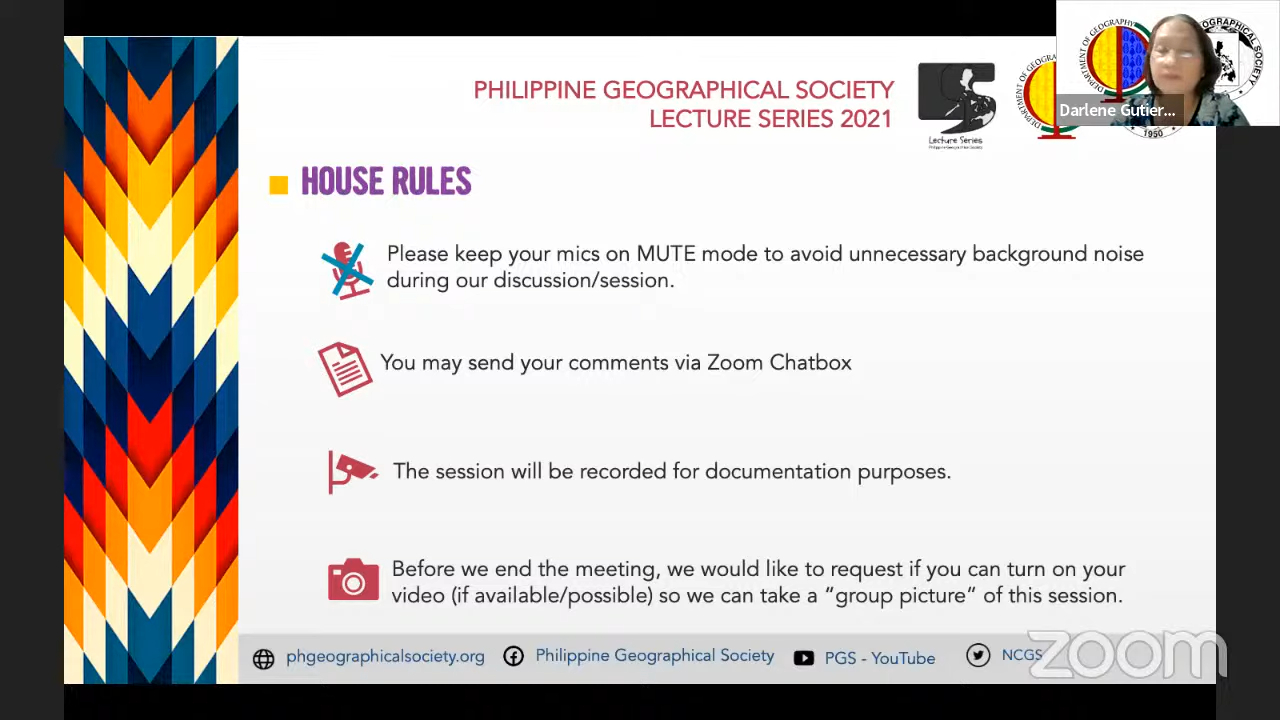 PHILIPPINE GEOGRAPHICAL SOCIETY
LECTURE SERIES 2021
Lecture Series
DEPARTMENT OF GEOGRAPHY
Darlene Gutier...
1950
HOUSE RULES
Please keep your mics on MUTE mode to avoid unnecessary background noise
during our discussion/session.
You may send your comments via Zoom Chatbox
The session will be recorded for documentation purposes.
Before we end the meeting, we would like to request if you can turn on your
video (if available/possible) so we can take a “group picture” of this session.
phgeographicalsociety.org
Philippine Geographical Society
PGS - YouTube
NCGS
zoom